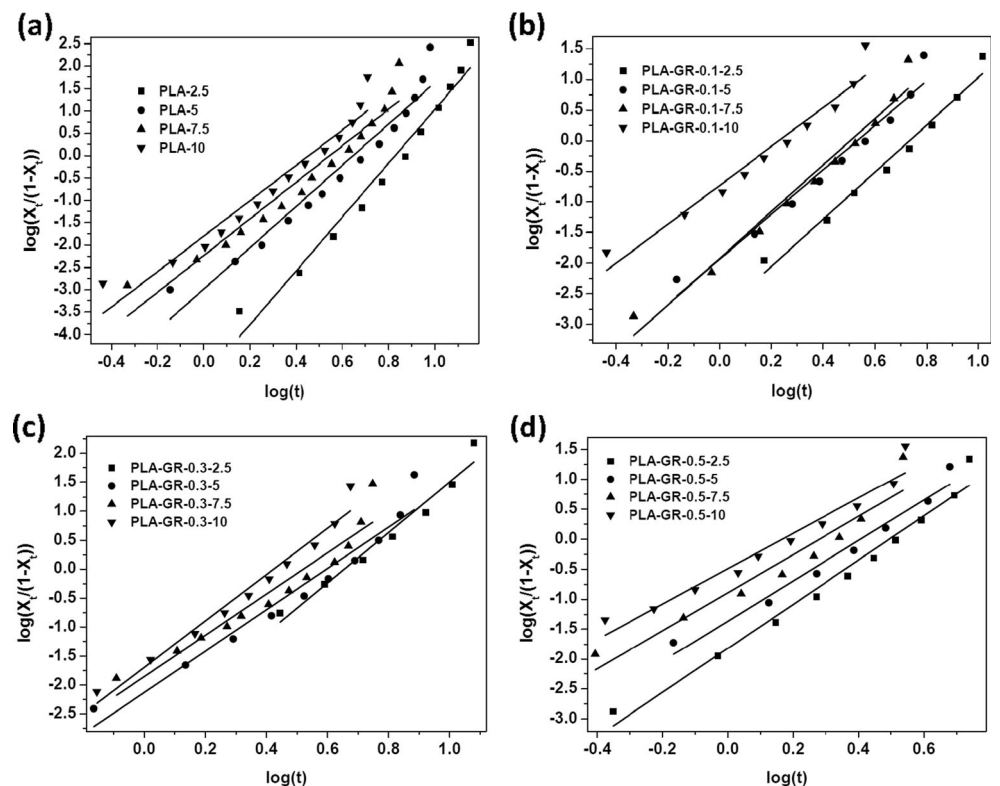 (a)
2.5
2.0
1.5
1.0
0.5
0.0
-0.5
-1.0
-1.5
-2.0
-2.5
-3.0
-3.5
-4.0
log(Xt/(1-Xt))
PLA-2.5
PLA-5
PLA-7.5
PLA-10
-0.4 -0.2 0.0 0.2 0.4 0.6 0.8 1.0
log(t)
(b)
1.5
1.0
0.5
0.0
-0.5
-1.0
-1.5
-2.0
-2.5
-3.0
log(Xt/(1-Xt))
PLA-GR-0.1-2.5
PLA-GR-0.1-5
PLA-GR-0.1-7.5
PLA-GR-0.1-10
-0.4 -0.2 0.0 0.2 0.4 0.6 0.8 1.0
log(t)
(c)
2.0
1.5
1.0
0.5
0.0
-0.5
-1.0
-1.5
-2.0
-2.5
log(Xt/(1-Xt))
PLA-GR-0.3-2.5
PLA-GR-0.3-5
PLA-GR-0.3-7.5
PLA-GR-0.3-10
0.0 0.2 0.4 0.6 0.8 1.0
log(t)
(d)
1.5
1.0
0.5
0.0
-0.5
-1.0
-1.5
-2.0
-2.5
-3.0
log(Xt/(1-Xt))
PLA-GR-0.5-2.5
PLA-GR-0.5-5
PLA-GR-0.5-7.5
PLA-GR-0.5-10
-0.4 -0.2 0.0 0.2 0.4 0.6
log(t)